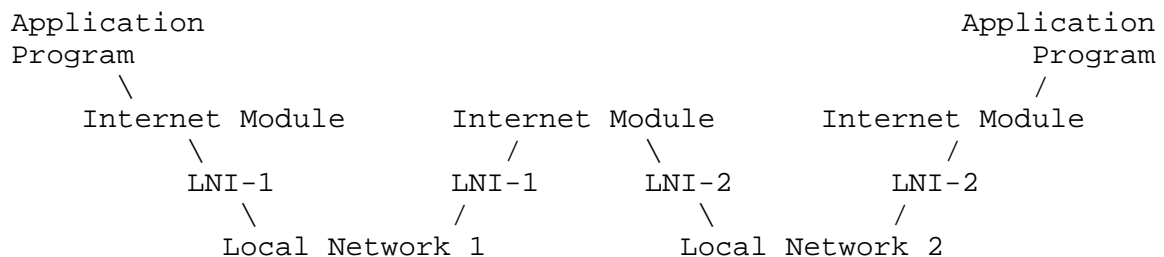 Application Application
Program Program
\ /
Internet Module Internet Module Internet Module
\ / \ /
LNI-1 LNI-1 LNI-2 LNI-2
\ / \ /
Local Network 1 Local Network 2